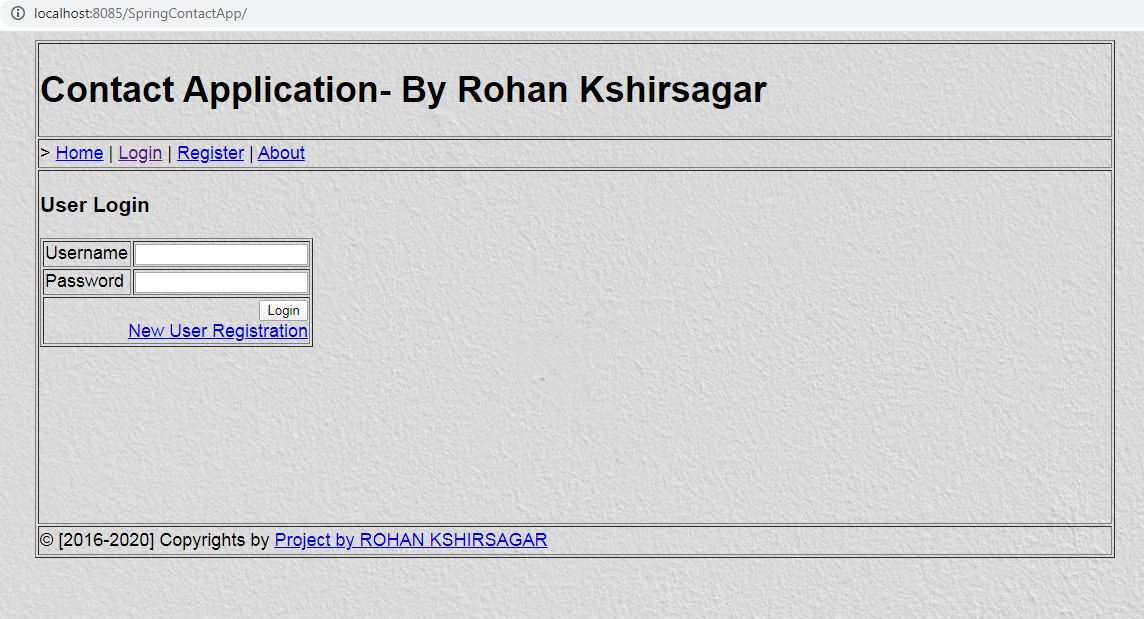 localhost:8085/SpringContactApp/
Contact Application- By Rohan Kshirsagar
> Home | Login | Register | About
User Login
Username
Password
Login
New User Registration
© [2016-2020] Copyrights by Project by ROHAN KSHIRSAGAR